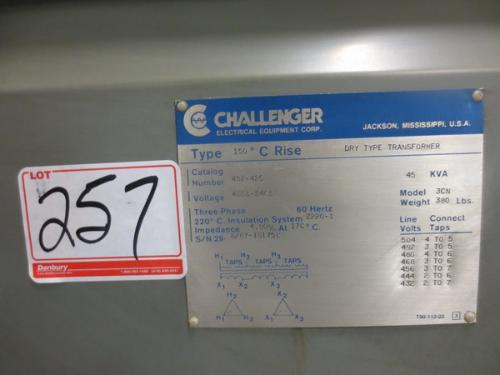 LOT
257
Danbury
CHALLENGER
ELECTRICAL EQUIPMENT CORP.
JACKSON, MISSISSIPPI, U.S.A.
Type 150° C Rise
DRY TYPE TRANSFORMER
Catalog
Number
45 KVA
Voltage
Model 3CN
Weight 380 Lbs.
Three Phase 60 Hertz
220° C. Insulation System
Impedance At 170° C.
S/N 29-
Line Connect
Volts Taps
504 4 TO 5
492 3 TO 5
480 4 TO 6
468 3 TO 6
456 3 TO 7
444 2 TO 6
432 2 TO 7
H3 H2 H1
TAPS TAPS TAPS
X1 X2 X3
H2 X2
H1 H3 X1 X3